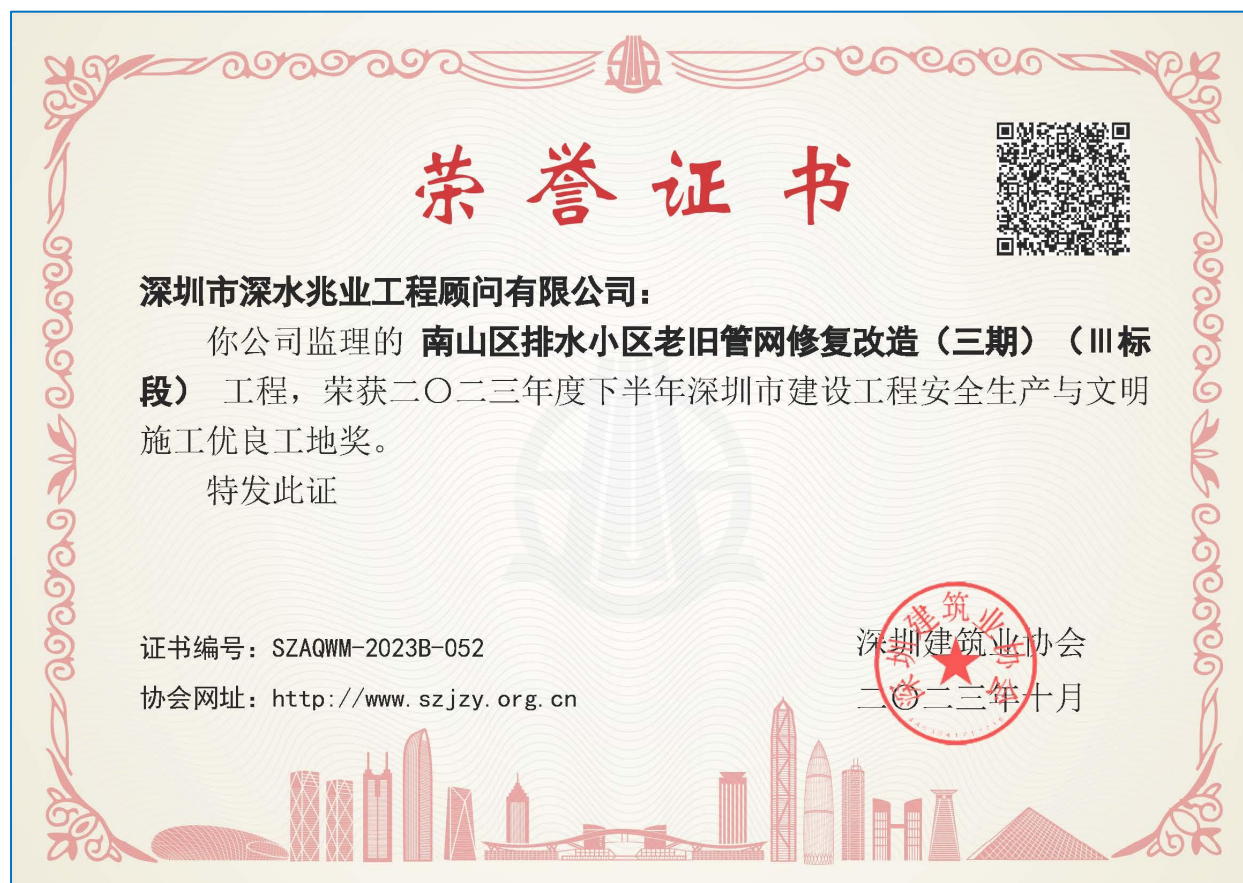 荣誉证书
深圳市深水兆业工程顾问有限公司：
你公司监理的 南山区排水小区老旧管网修复改造（三期）（Ⅲ标
段） 工程，荣获二〇二三年度下半年深圳市建设工程安全生产与文明
施工优良工地奖。
特发此证
证书编号：SZAQWM-2023B-052
协会网址：http://www.szjzy.org.cn
深圳建筑业协会
二〇二三年十月
深圳建筑业协会